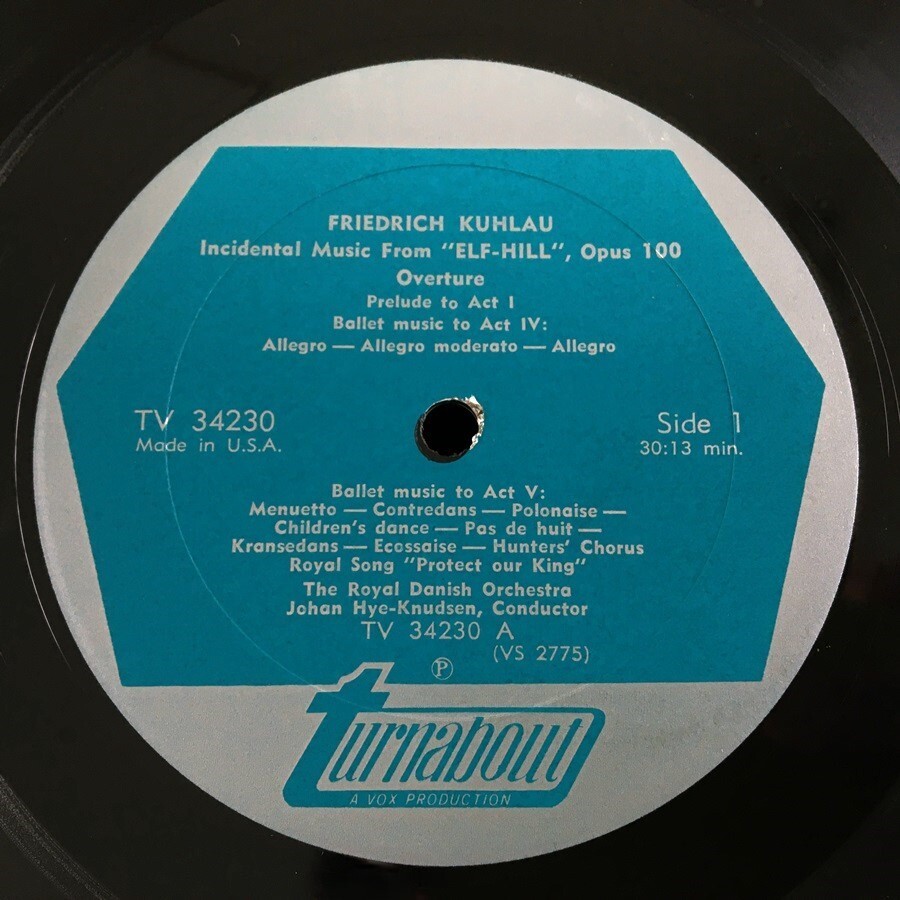 FRIEDRICH KUHLAU
Incidental Music From "ELF-HILL", Opus 100
Overture
Prelude to Act I
Ballet music to Act IV:
Allegro — Allegro moderato — Allegro
TV 34230
Made in U.S.A.
Side 1
30:13 min.
Ballet music to Act V:
Menuetto — Contredans — Polonaise —
Children's dance — Pas de huit —
Kransedans — Ecossaise — Hunters' Chorus
Royal Song "Protect our King"
The Royal Danish Orchestra
Johan Hye-Knudsen, Conductor
TV 34230 A
(VS 2775)
℗
turnabout
A VOX PRODUCTION